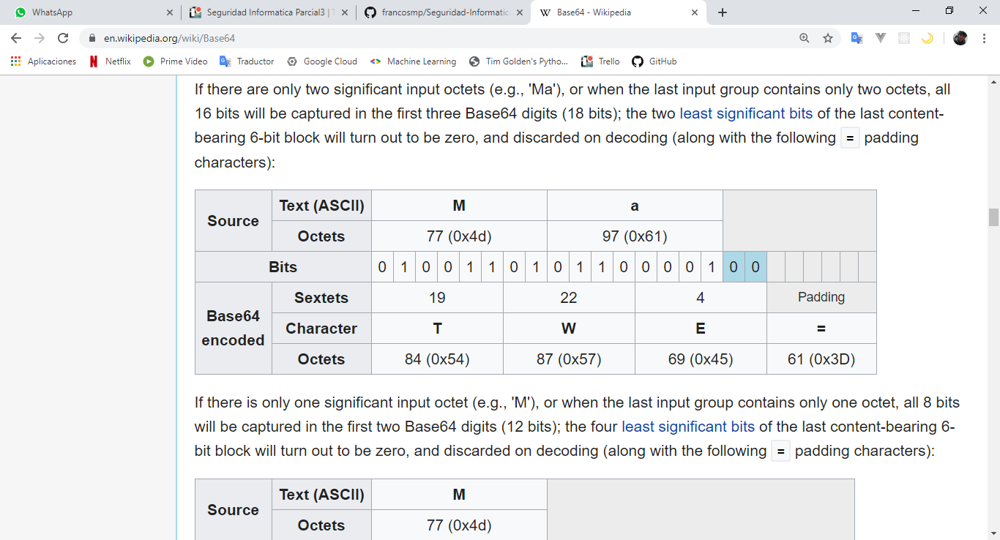 WhatsApp
Seguridad Informatica Parcial3 |
francosmp/Seguridad-Informatic
Base64 - Wikipedia
en.wikipedia.org/wiki/Base64
Aplicaciones Netflix Prime Video Traductor Google Cloud Machine Learning Tim Golden's Pytho... Trello GitHub
If there are only two significant input octets (e.g., 'Ma'), or when the last input group contains only two octets, all
16 bits will be captured in the first three Base64 digits (18 bits); the two least significant bits of the last content-
bearing 6-bit block will turn out to be zero, and discarded on decoding (along with the following = padding
characters):
Source Text (ASCII) M a
Octets 77 (0x4d) 97 (0x61)
Bits 0 1 0 0 1 1 0 1 0 1 1 0 0 0 0 1 0 0
Base64 encoded Sextets 19 22 4 Padding
Character T W E =
Octets 84 (0x54) 87 (0x57) 69 (0x45) 61 (0x3D)
If there is only one significant input octet (e.g., 'M'), or when the last input group contains only one octet, all 8 bits
will be captured in the first two Base64 digits (12 bits); the four least significant bits of the last content-bearing 6-
bit block will turn out to be zero, and discarded on decoding (along with the following = padding characters):
Source Text (ASCII) M
Octets 77 (0x4d)